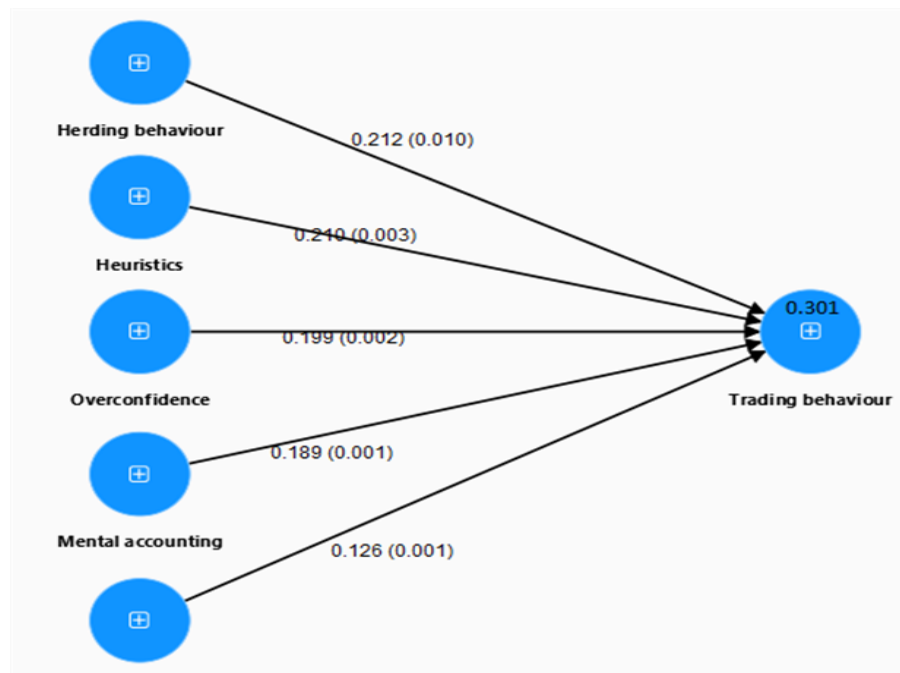 Herding behaviour
0.212 (0.010)
Heuristics
0.210 (0.003)
0.301
Overconfidence
0.199 (0.002)
Trading behaviour
Mental accounting
0.189 (0.001)
0.126 (0.001)